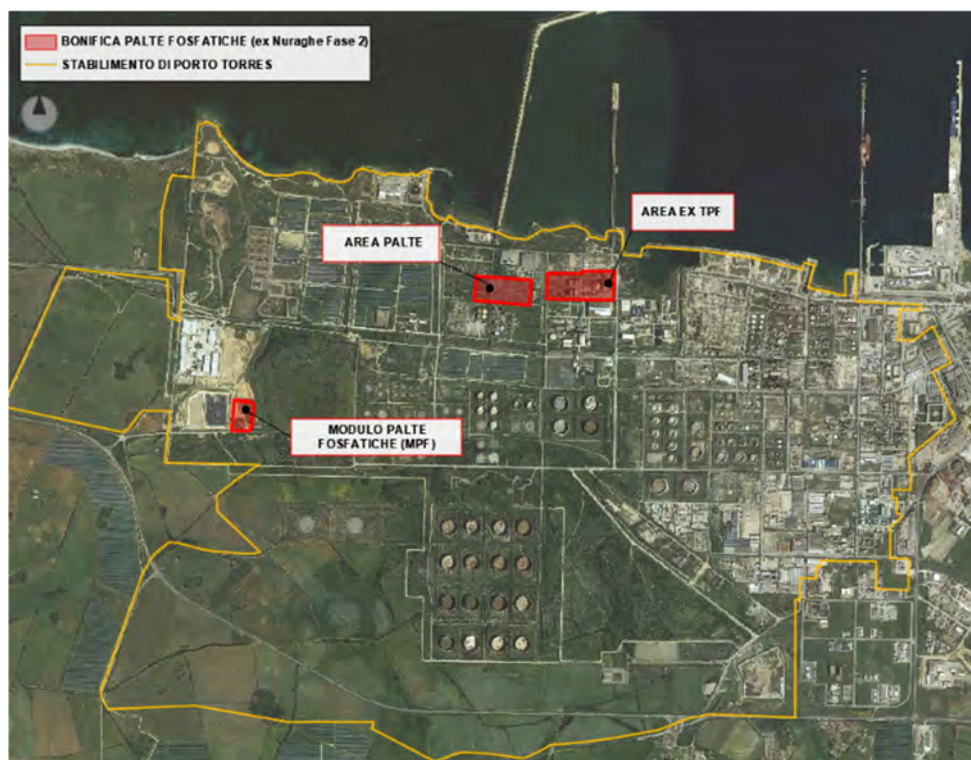 BONIFICA PALTE FOSFATICHE (ex Nuraghe Fase 2)
STABILIMENTO DI PORTO TORRES
AREA EX TPF
AREA PALTE
MODULO PALTE
FOSFATICHE (MPF)